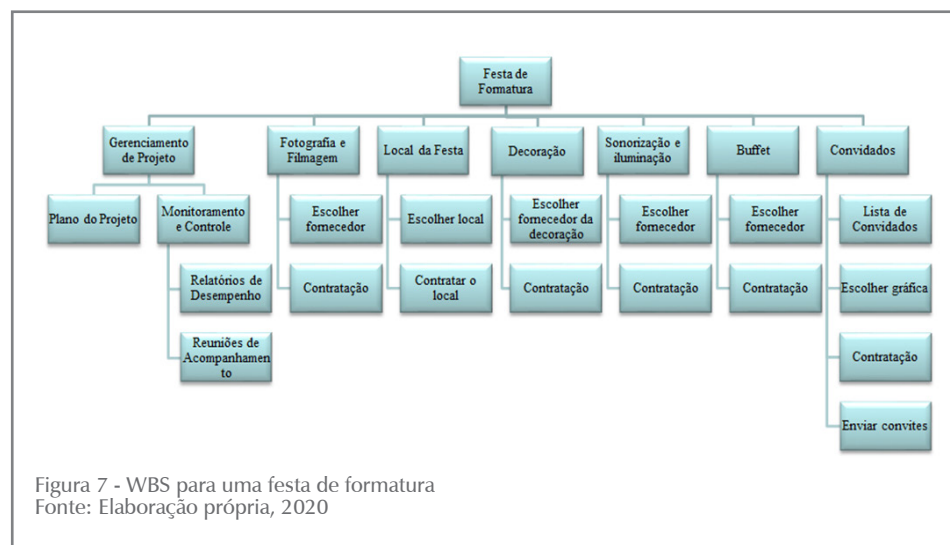 Festa de
Formatura
Gerenciamento
de Projeto
Plano do Projeto
Monitoramento
e Controle
Relatórios de
Desempenho
Reuniões de
Acompanhame
nto
Fotografia e
Filmagem
Escolher
fornecedor
Contratação
Local da Festa
Escolher local
Contratar o
local
Decoração
Escolher
fornecedor da
decoração
Contratação
Sonorização e
iluminação
Escolher
fornecedor
Contratação
Buffet
Escolher
fornecedor
Contratação
Convidados
Lista de
Convidados
Escolher gráfica
Contratação
Enviar convites
Figura 7 - WBS para uma festa de formatura
Fonte: Elaboração própria, 2020